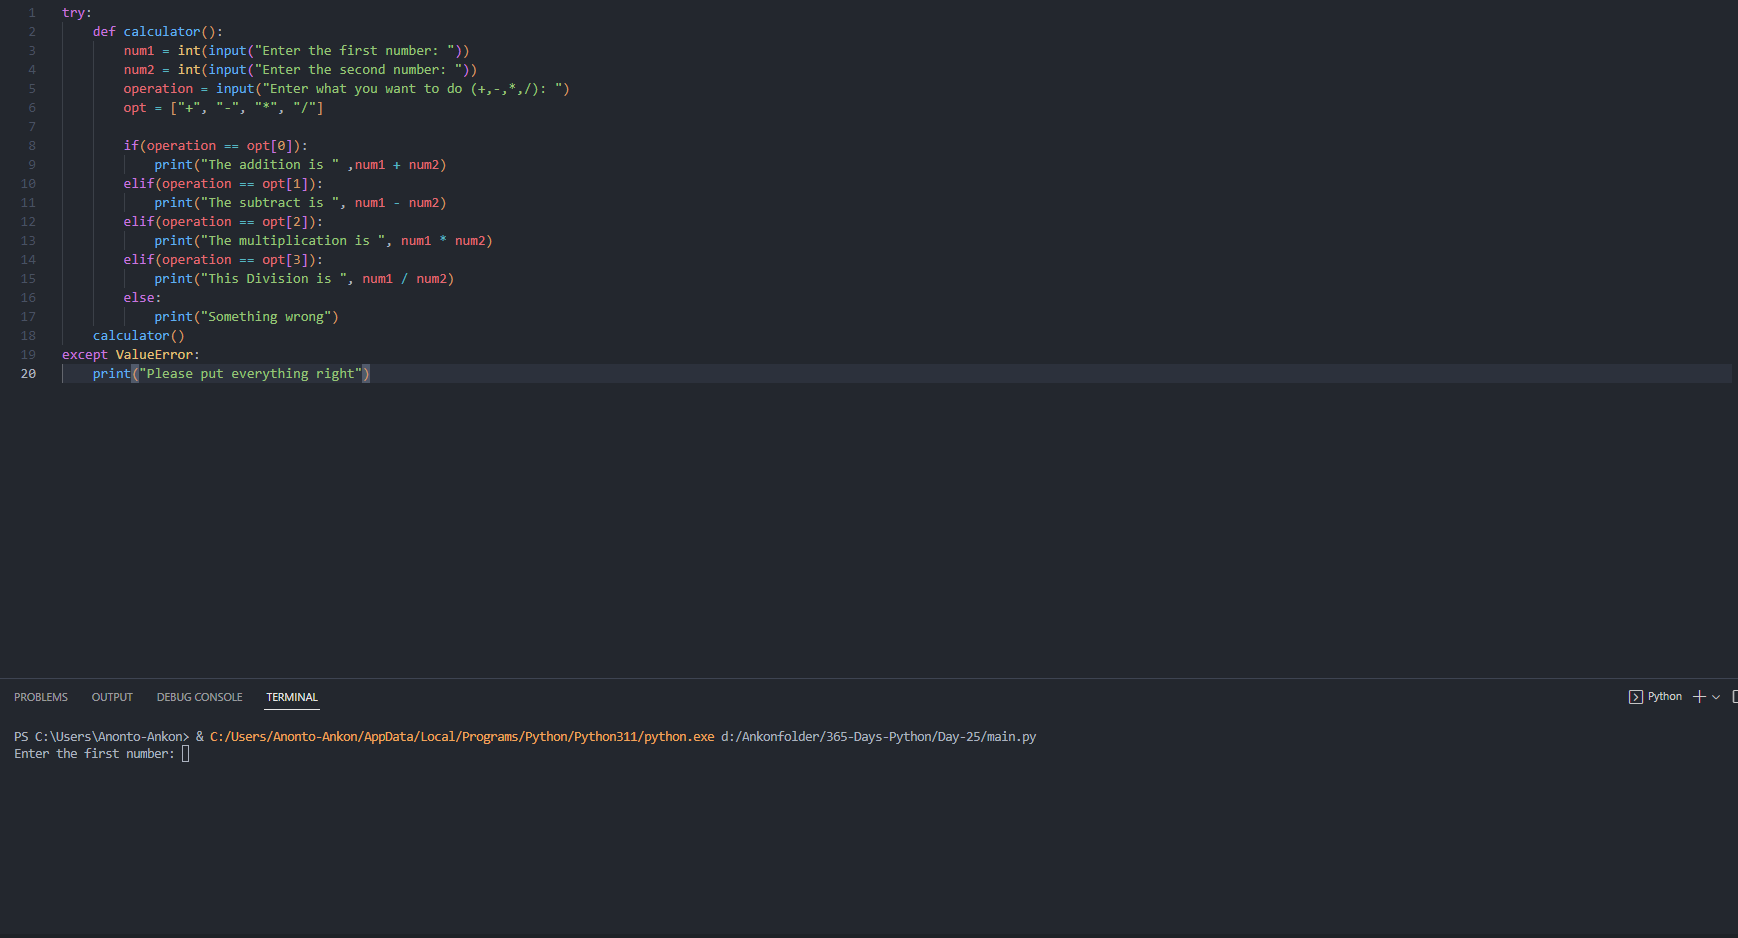 1 try:
2     def calculator():
3         num1 = int(input("Enter the first number: "))
4         num2 = int(input("Enter the second number: "))
5         operation = input("Enter what you want to do (+,-,*,/): ")
6         opt = ["+", "-", "*", "/"]
7
8         if(operation == opt[0]):
9             print("The addition is " ,num1 + num2)
10         elif(operation == opt[1]):
11             print("The subtract is ", num1 - num2)
12         elif(operation == opt[2]):
13             print("The multiplication is ", num1 * num2)
14         elif(operation == opt[3]):
15             print("This Division is ", num1 / num2)
16         else:
17             print("Something wrong")
18     calculator()
19 except ValueError:
20     print("Please put everything right")
PROBLEMS OUTPUT DEBUG CONSOLE TERMINAL Python
PS C:\Users\Anonto-Ankon> & C:/Users/Anonto-Ankon/AppData/Local/Programs/Python/Python311/python.exe d:/Ankonfolder/365-Days-Python/Day-25/main.py
Enter the first number: